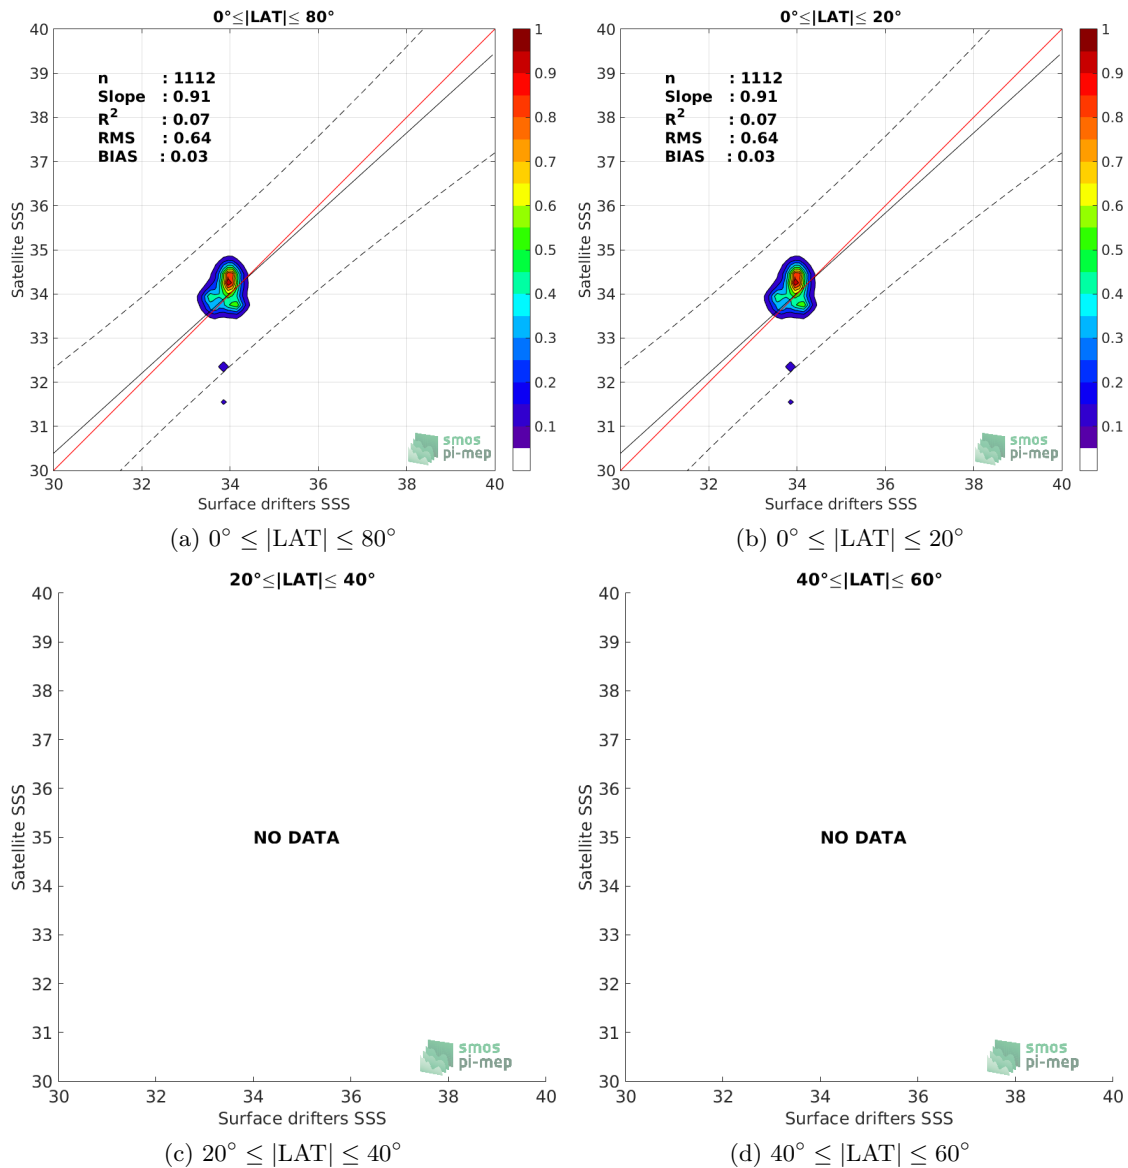 0°≤|LAT|≤ 80°
40
39
38
37
36
35
34
33
32
31
30
Satellite SSS
n : 1112
Slope : 0.91
R2 : 0.07
RMS : 0.64
BIAS : 0.03
smos
pi-mep
30 32 34 36 38 40
Surface drifters SSS
1
0.9
0.8
0.7
0.6
0.5
0.4
0.3
0.2
0.1
(a) 0° ≤ |LAT| ≤ 80°
0°≤|LAT|≤ 20°
40
39
38
37
36
35
34
33
32
31
30
Satellite SSS
n : 1112
Slope : 0.91
R2 : 0.07
RMS : 0.64
BIAS : 0.03
smos
pi-mep
30 32 34 36 38 40
Surface drifters SSS
1
0.9
0.8
0.7
0.6
0.5
0.4
0.3
0.2
0.1
(b) 0° ≤ |LAT| ≤ 20°
20°≤|LAT|≤ 40°
40
39
38
37
36
35
34
33
32
31
30
Satellite SSS
NO DATA
smos
pi-mep
30 32 34 36 38 40
Surface drifters SSS
(c) 20° ≤ |LAT| ≤ 40°
40°≤|LAT|≤ 60°
40
39
38
37
36
35
34
33
32
31
30
Satellite SSS
NO DATA
smos
pi-mep
30 32 34 36 38 40
Surface drifters SSS
(d) 40° ≤ |LAT| ≤ 60°